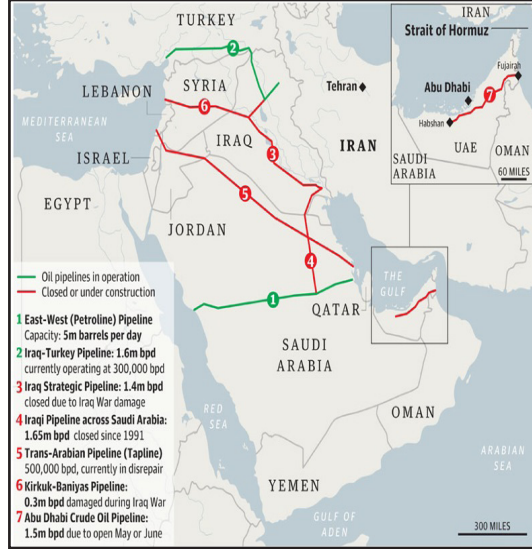 TURKEY
2
SYRIA
LEBANON
6
MEDITERRANEAN
SEA
IRAQ
3
ISRAEL
5
EGYPT
JORDAN
Tehran
IRAN
4
1
QATAR
THE
GULF
SAUDI
ARABIA
OMAN
RED
SEA
ARABIAN
SEA
YEMEN
GULF OF
ADEN
300 MILES
IRAN
Strait of Hormuz
Fujairah
Abu Dhabi
7
Habshan
UAE
OMAN
SAUDI
ARABIA
60 MILES
Oil pipelines in operation
Closed or under construction
1 East-West (Petroline) Pipeline
Capacity: 5m barrels per day
2 Iraq-Turkey Pipeline: 1.6m bpd
currently operating at 300,000 bpd
3 Iraq Strategic Pipeline: 1.4m bpd
closed due to Iraq War damage
4 Iraqi Pipeline across Saudi Arabia:
1.65m bpd closed since 1991
5 Trans-Arabian Pipeline (Tapline)
500,000 bpd, currently in disrepair
6 Kirkuk-Baniyas Pipeline:
0.3m bpd damaged during Iraq War
7 Abu Dhabi Crude Oil Pipeline:
1.5m bpd due to open May or June